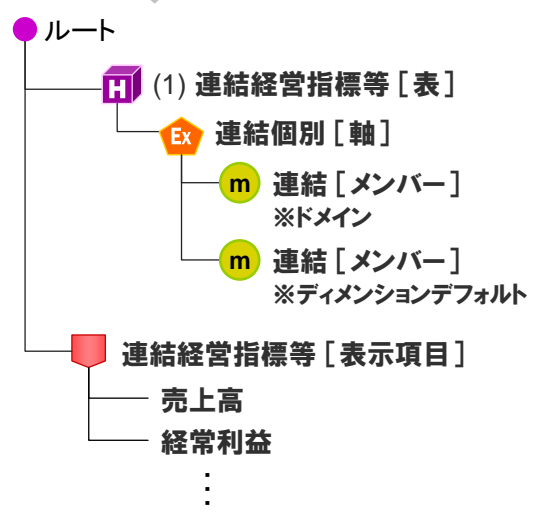 ルート
H (1) 連結経営指標等［表］
Ex 連結個別［軸］
m 連結［メンバー］
※ドメイン
m 連結［メンバー］
※ディメンションデフォルト
連結経営指標等［表示項目］
売上高
経常利益
⋮